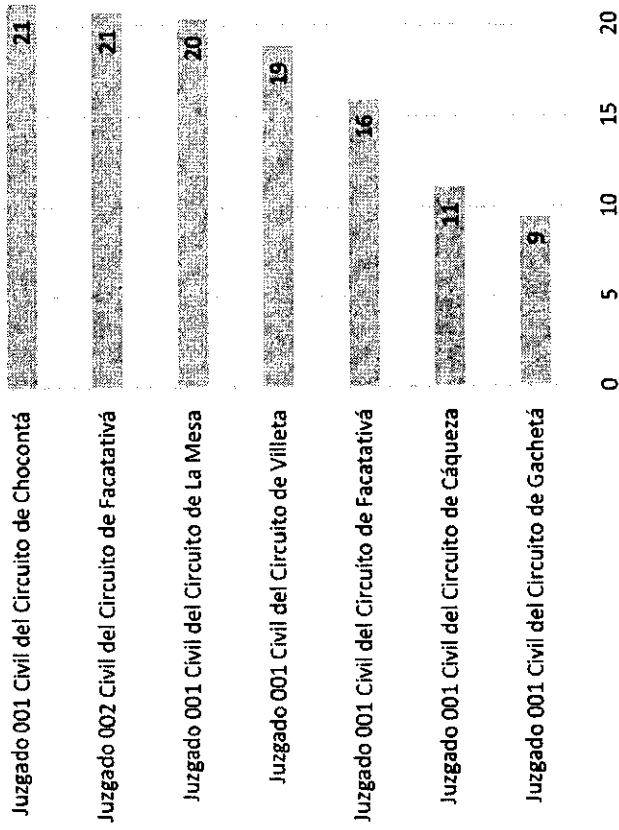 Juzgado 001 Civil del Circuito de Chocontá 21
Juzgado 002 Civil del Circuito de Facatativá 21
Juzgado 001 Civil del Circuito de La Mesa 20
Juzgado 001 Civil del Circuito de Villeta 19
Juzgado 001 Civil del Circuito de Facatativá 16
Juzgado 001 Civil del Circuito de Cáqueza 11
Juzgado 001 Civil del Circuito de Gachetá 9
0 5 10 15 20